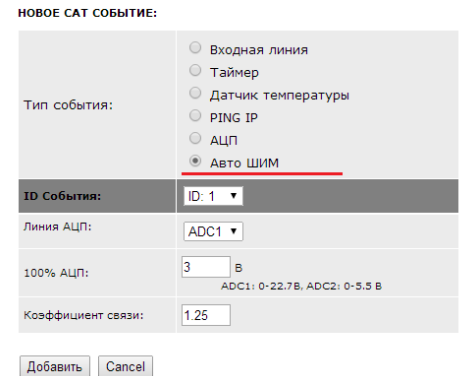 НОВОЕ CAT СОБЫТИЕ:
Тип события:
Входная линия
Таймер
Датчик температуры
PING IP
АЦП
Авто ШИМ
ID События:
ID: 1
Линия АЦП:
ADC1
100% АЦП:
3 В
ADC1: 0-22.7В, ADC2: 0-5.5 В
Коэффициент связи:
1.25
Добавить Cancel